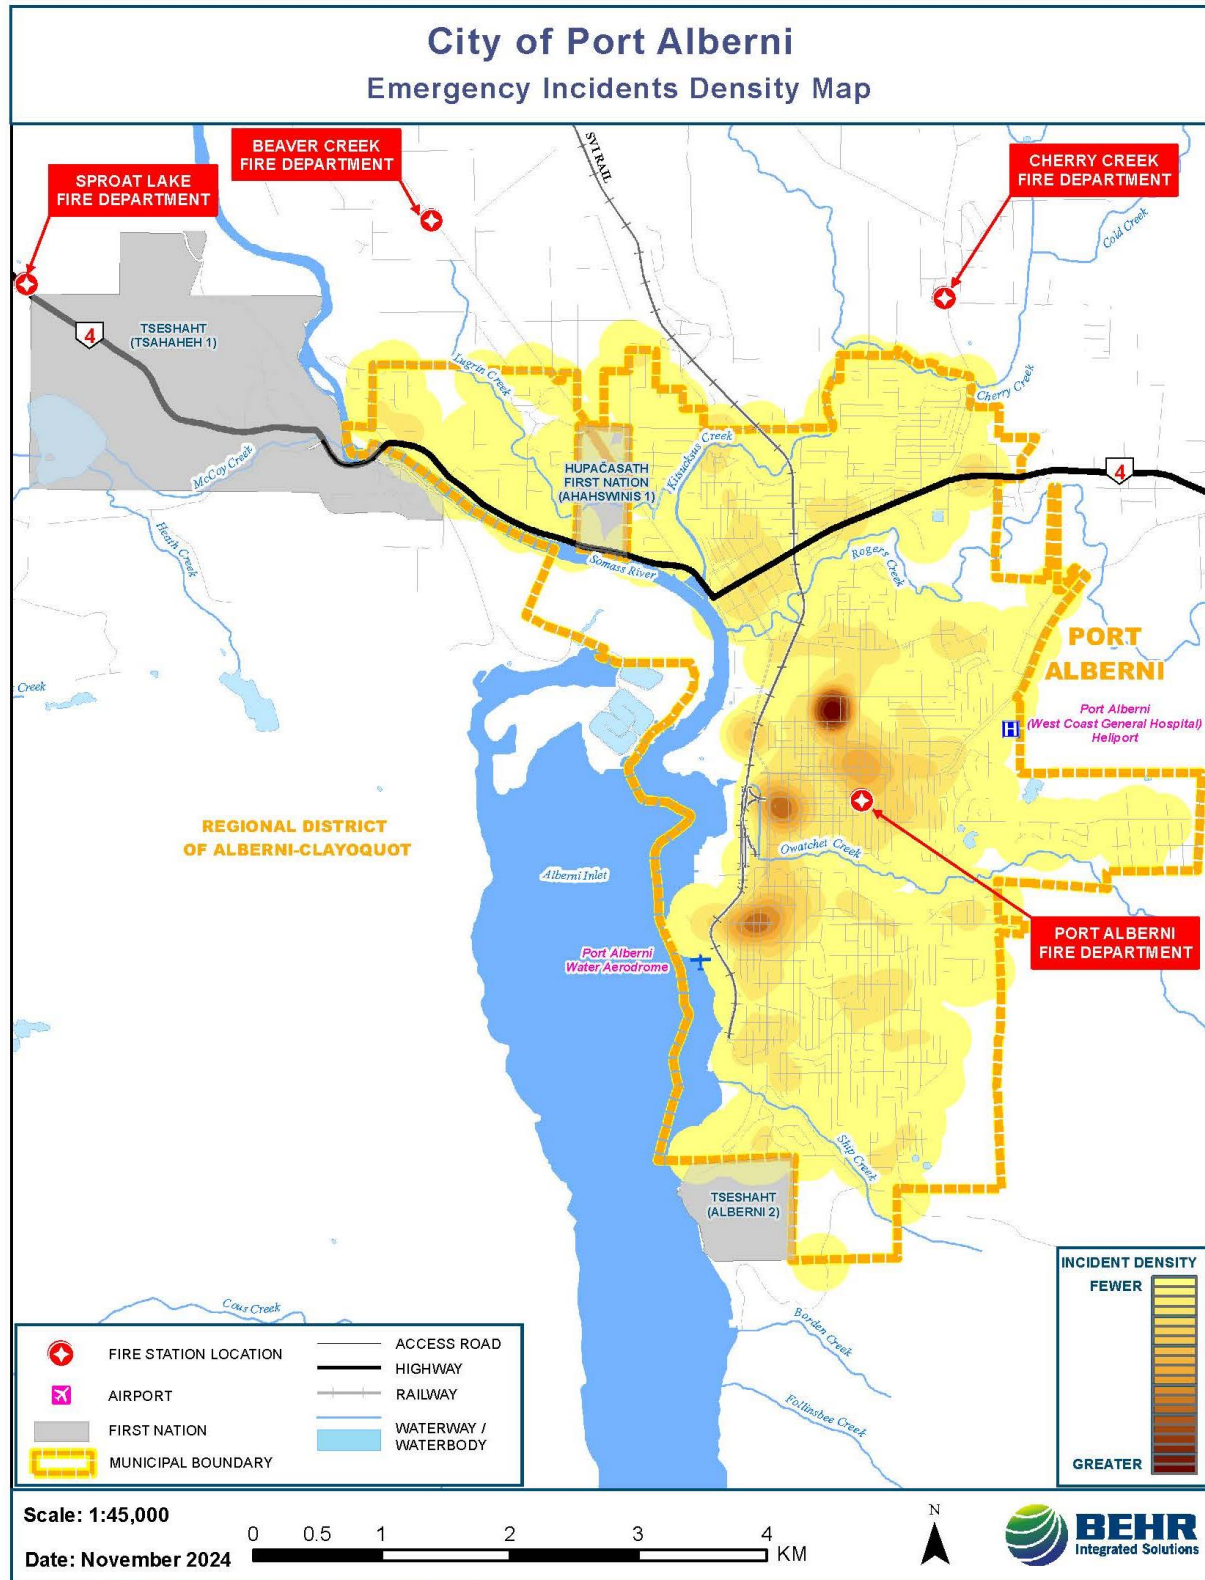 City of Port Alberni
Emergency Incidents Density Map
SPROAT LAKE
FIRE DEPARTMENT
BEAVER CREEK
FIRE DEPARTMENT
SVI RAIL
CHERRY CREEK
FIRE DEPARTMENT
Cold Creek
4
TSESHAHT
(TSAHAHEH 1)
Lugrin Creek
Cherry Creek
McCoy Creek
Kitsucksus Creek
HUPAČASATH
FIRST NATION
(AHAHSWINIS 1)
4
Heath Creek
Somass River
Rogers Creek
PORT
ALBERNI
Creek
Port Alberni
(West Coast General Hospital)
Heliport
H
REGIONAL DISTRICT
OF ALBERNI-CLAYOQUOT
Owatchet Creek
Alberni Inlet
Port Alberni
Water Aerodrome
PORT ALBERNI
FIRE DEPARTMENT
Ship Creek
TSESHAHT
(ALBERNI 2)
Cous Creek
Borden Creek
Follinsbee Creek
INCIDENT DENSITY
FEWER
GREATER
FIRE STATION LOCATION
AIRPORT
FIRST NATION
MUNICIPAL BOUNDARY
ACCESS ROAD
HIGHWAY
RAILWAY
WATERWAY /
WATERBODY
Scale: 1:45,000
Date: November 2024
0 0.5 1 2 3 4 KM
N
BEHR
Integrated Solutions